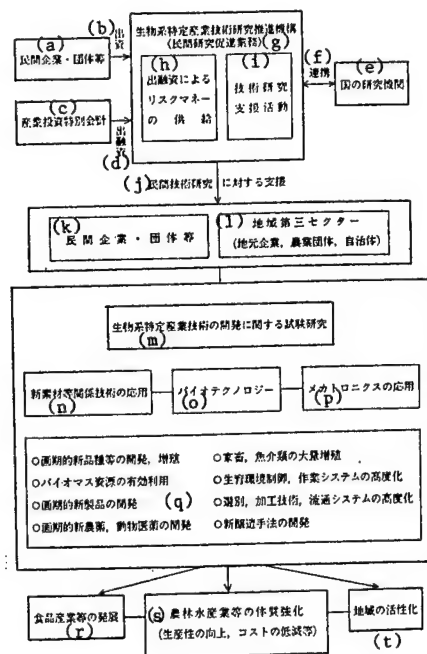 生物系特定産業技術研究推進機構
(民間研究促進業務)(g)
(a)
民間企業・団体等
(b)
出資
(h)
出融資による
リスクマネー
の供給
(i)
技術研究
支援活動
(f)
連携
(e)
国の研究機関
(c)
産業投資特別会計
出融資
(d)
(j)民間技術研究に対する支援
(k)
民間企業・団体等
(l)地域第三セクター
(地元企業,農業団体,自治体)
生物系特定産業技術の開発に関する試験研究
(m)
新素材等関係技術の応用
(n)
バイオテクノロジー
(o)
メカトロニクスの応用
(p)
○画期的新品種等の開発,増殖
○バイオマス資源の有効利用
○画期的新製品の開発
○画期的新農薬,動物医薬の開発
(q)
○家畜,魚介類の大量増殖
○生育環境制御,作業システムの高度化
○選別,加工技術,流通システムの高度化
○新醸造手法の開発
食品産業等の発展
(r)
(s)農林水産業等の体質強化
(生産性の向上,コストの低減等)
地域の活性化
(t)